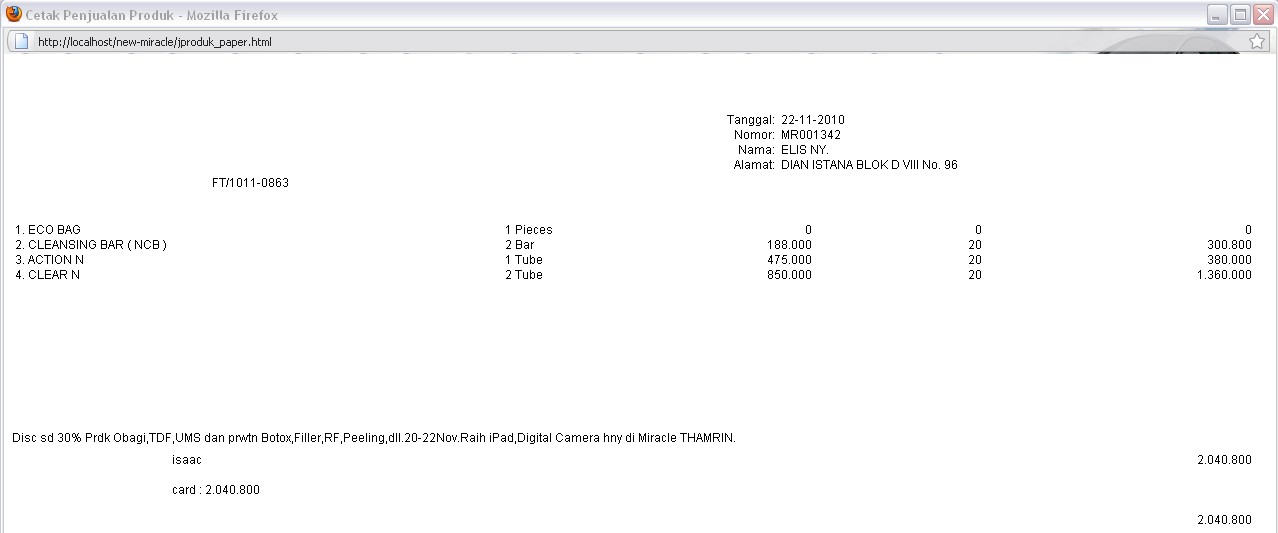 Cetak Penjualan Produk - Mozilla Firefox
http://localhost/new-miracle/jproduk_paper.html
Tanggal: 22-11-2010
Nomor: MR001342
Nama: ELIS NY.
Alamat: DIAN ISTANA BLOK D VIII No. 96
FT/1011-0863
1. ECO BAG 1 Pieces 0 0 0
2. CLEANSING BAR ( NCB ) 2 Bar 188.000 20 300.800
3. ACTION N 1 Tube 475.000 20 380.000
4. CLEAR N 2 Tube 850.000 20 1.360.000
Disc sd 30% Prdk Obagi,TDF,UMS dan prwtn Botox,Filler,RF,Peeling,dll.20-22Nov.Raih iPad,Digital Camera hny di Miracle THAMRIN.
isaac 2.040.800
card : 2.040.800
2.040.800